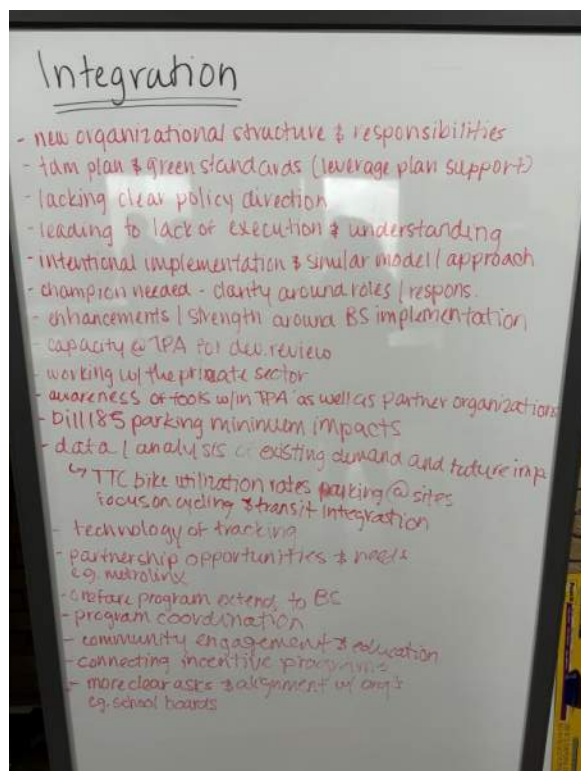 Integration
- new organizational structure & responsibilities
- tdm plan & green standards (leverage plan support)
- lacking clear policy direction
- leading to lack of execution & understanding
- intentional implementation & simular model / approach
- champion needed - clarity around roles / respons.
- enhancements / strength around BS implementation
- capacity @ TPA for dev. review
- working w/ the private sector
- awareness of tools w/in TPA as well as partner organizations
- bill 185 parking minimum impacts
- data / analysis of existing demand and future imp
↳ TTC bike utilization rates parking @ sites
focus on cycling & transit integration
- technology of tracking
- partnership opportunities & needs
e.g. metrolinx
- onefare program extend to BS
- program coordination
- community engagement & education
- connecting incentive programs
- more clear asks & alignment w/ org's
eg. school boards